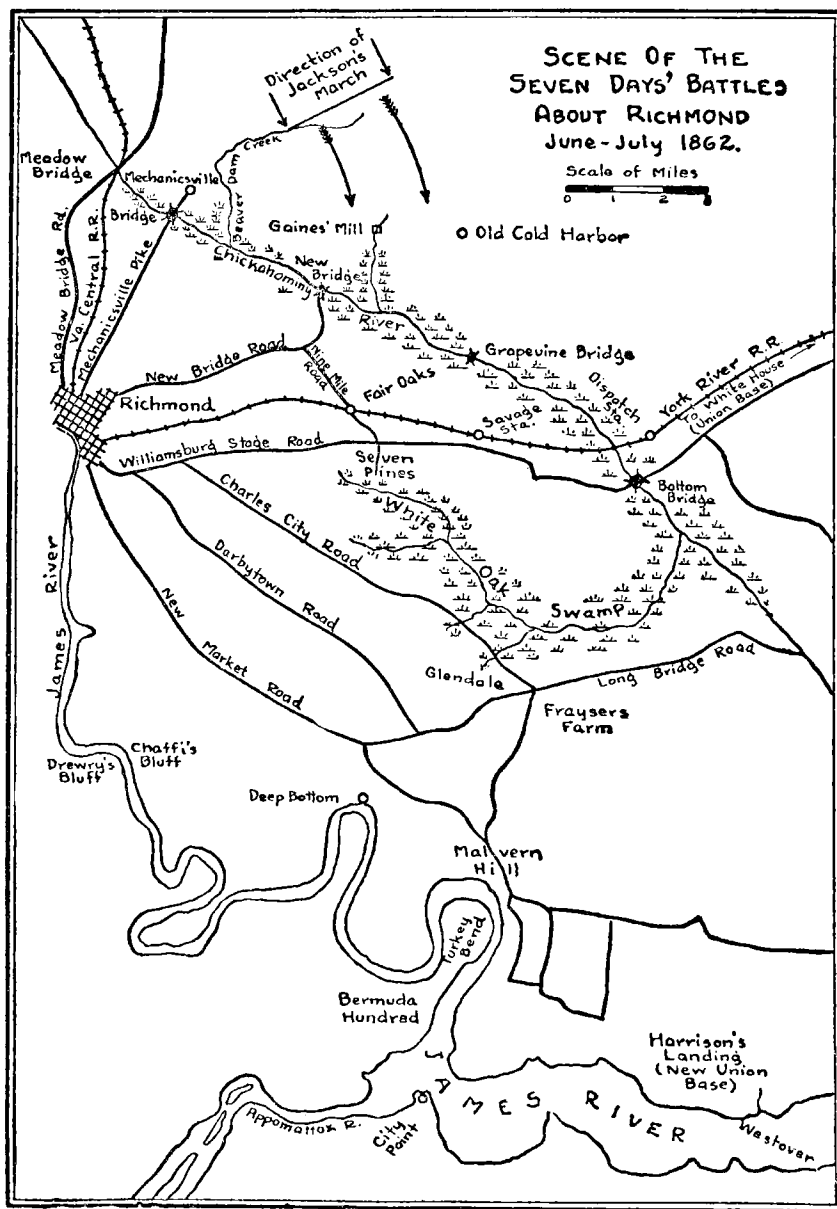 SCENE OF THE
SEVEN DAYS' BATTLES
ABOUT RICHMOND
June-July 1862.
Scale of Miles
0 1 2 3
Direction of
Jackson's
March
Meadow
Bridge
Mechanicsville
Bridge
Beaver Dam Creek
Gaines' Mill
Old Cold Harbor
Meadow Bridge Rd.
Va. Central R.R.
Mechanicsville Pike
Chickahominy
River
New
Bridge
Grapevine Bridge
New Bridge Road
Nine Mile
Road
Fair Oaks
Dispatch
Sta.
York River R.R.
To White House
(Union Base)
Richmond
Savage
Sta.
Williamsburg Stage Road
Seven
Pines
Bottom
Bridge
Charles City Road
White
Oak
Swamp
Darbytown Road
New
Market
Road
James River
Glendale
Long Bridge Road
Fraysers
Farm
Chaffi's
Bluff
Drewry's
Bluff
Deep Bottom
Malvern
Hill
Turkey
Bend
Bermuda
Hundred
Harrison's
Landing
(New Union
Base)
JAMES RIVER
Appomattox R.
City
Point
Westover